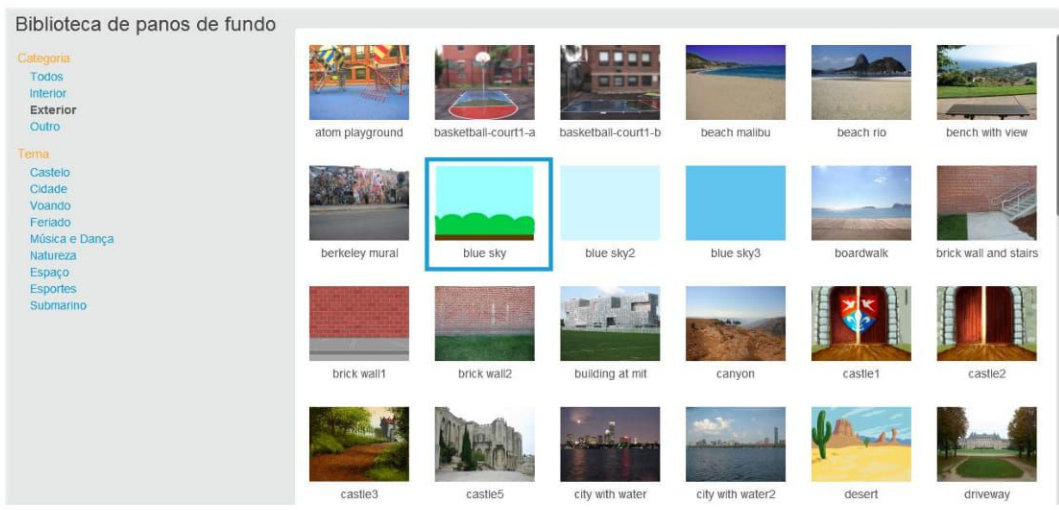 Biblioteca de panos de fundo
Categoria
Todos
Interior
Exterior
Outro
Tema
Castelo
Cidade
Voando
Feriado
Música e Dança
Natureza
Espaço
Esportes
Submarino
atom playground
basketball-court1-a
basketball-court1-b
beach malibu
beach rio
bench with view
berkeley mural
blue sky
blue sky2
blue sky3
boardwalk
brick wall and stairs
brick wall1
brick wall2
building at mit
canyon
castle1
castle2
castle3
castle5
city with water
city with water2
desert
driveway